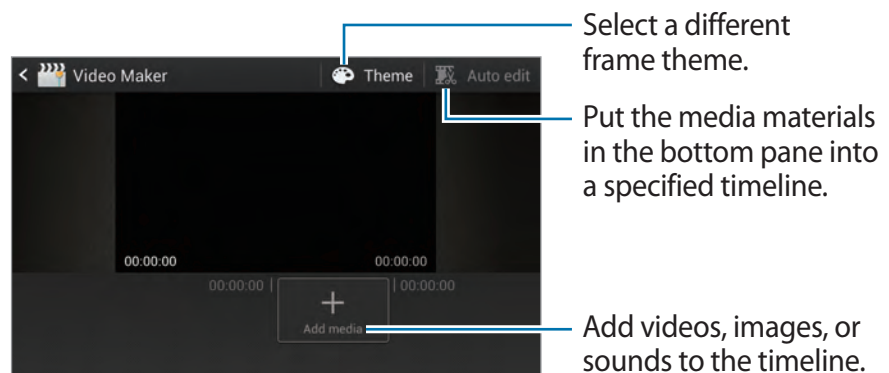 Select a different
frame theme.
< Video Maker Theme Auto edit
Put the media materials
in the bottom pane into
a specified timeline.
00:00:00 00:00:00
00:00:00 | | 00:00:00
+
Add media
Add videos, images, or
sounds to the timeline.